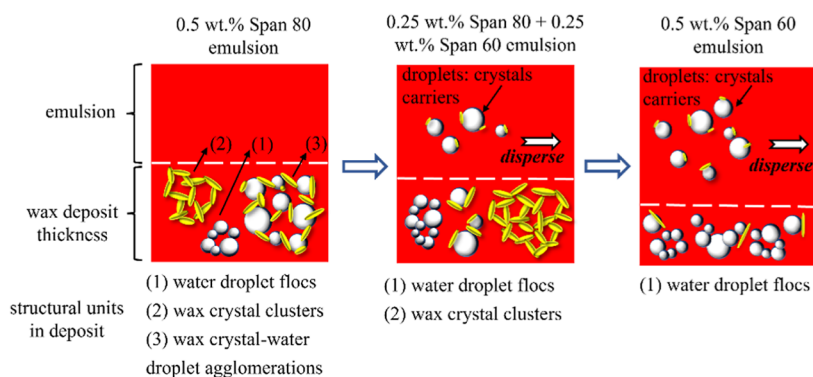 0.5 wt.% Span 80
emulsion
0.25 wt.% Span 80 + 0.25
wt.% Span 60 emulsion
0.5 wt.% Span 60
emulsion
emulsion
wax deposit
thickness
structural units
in deposit
(2)
(1)
(3)
(1) water droplet flocs
(2) wax crystal clusters
(3) wax crystal-water
droplet agglomerations
droplets: crystals
carriers
disperse
(1) water droplet flocs
(2) wax crystal clusters
droplets: crystals
carriers
disperse
(1) water droplet flocs